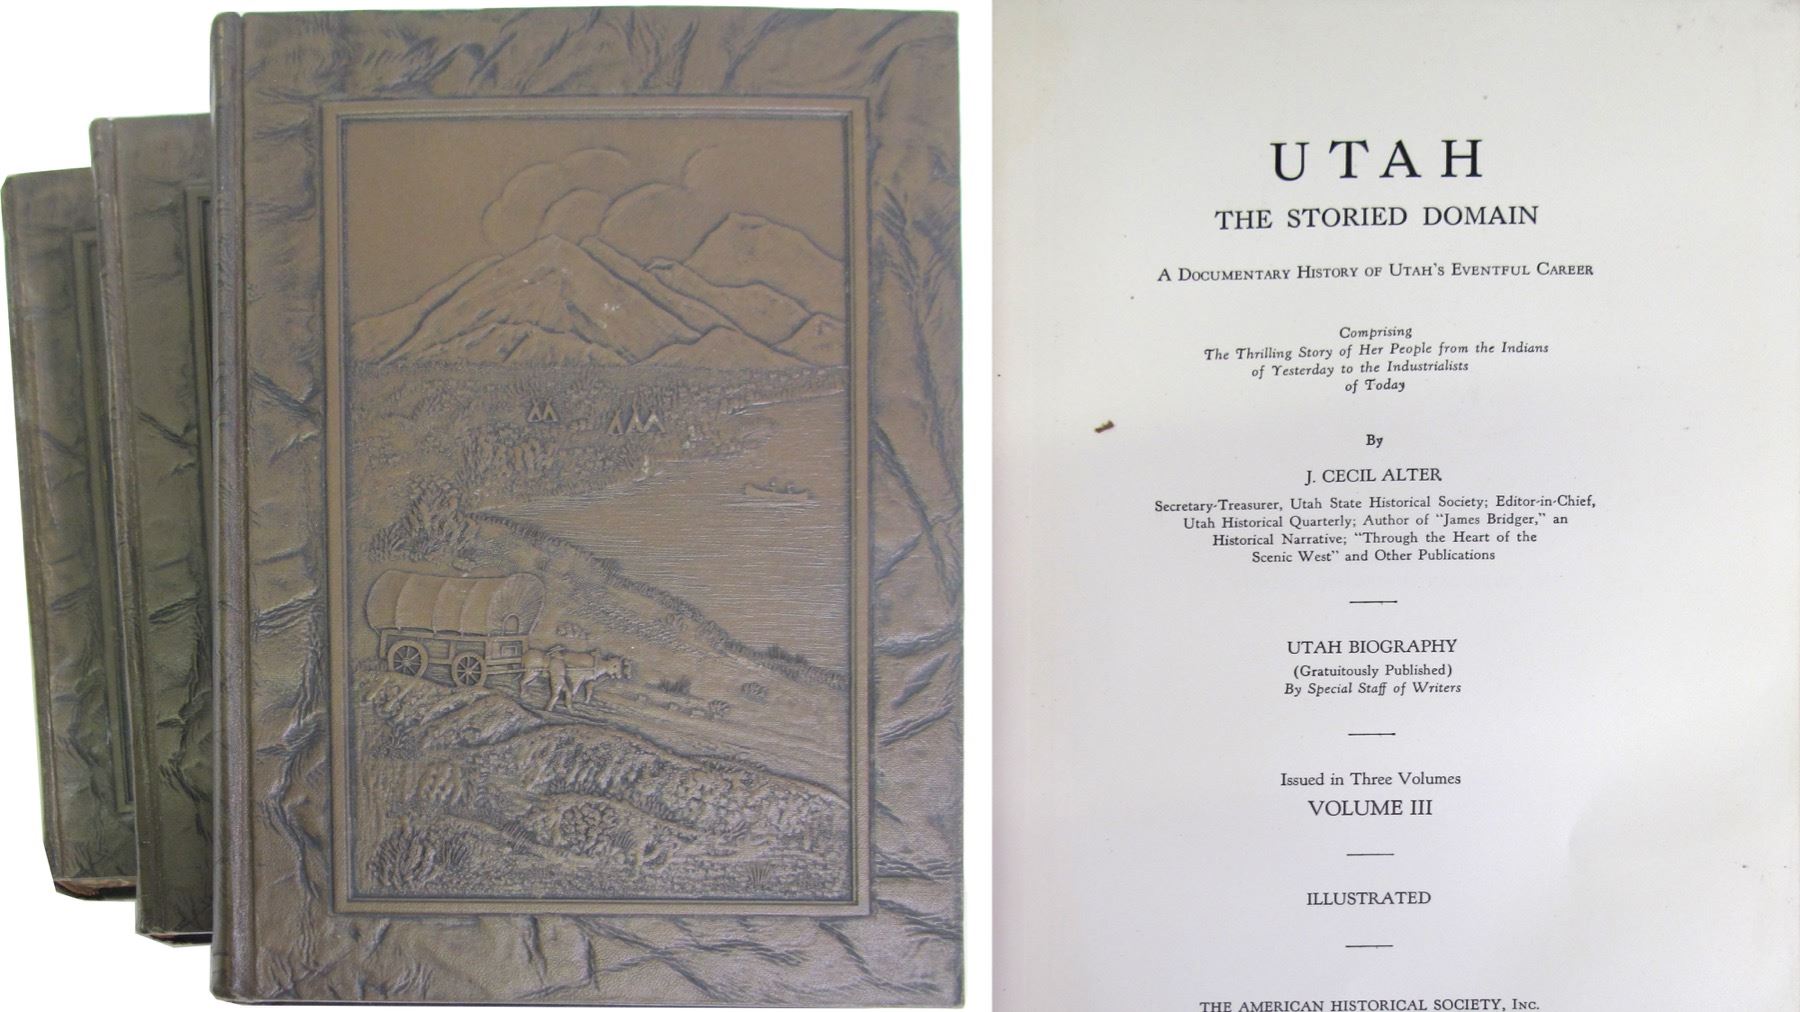 UTAH
THE STORIED DOMAIN
A Documentary History of Utah's Eventful Career
Comprising
The Thrilling Story of Her People from the Indians
of Yesterday to the Industrialists
of Today
By
J. CECIL ALTER
Secretary-Treasurer, Utah State Historical Society; Editor-in-Chief,
Utah Historical Quarterly; Author of "James Bridger," an
Historical Narrative; "Through the Heart of the
Scenic West" and Other Publications
UTAH BIOGRAPHY
(Gratuitously Published)
By Special Staff of Writers
Issued in Three Volumes
VOLUME III
ILLUSTRATED
THE AMERICAN HISTORICAL SOCIETY, Inc.